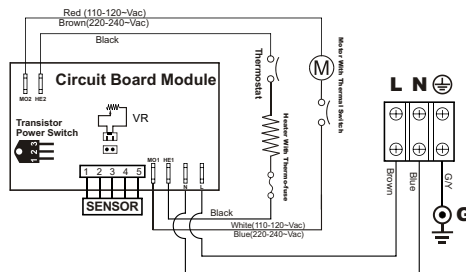 Red (110-120~Vac)
Brown(220-240~Vac)
Black
MO2 HE2
Circuit Board Module
Transistor
Power Switch
1 2 3
VR
1 2 3 4 5
SENSOR
MO1 HE1
N L
Thermostat
Heater With Thermo-fuse
M
Motor With Thermal Switch
Black
White(110-120~Vac)
Blue(220-240~Vac)
L N
Brown
Blue
G/Y
G